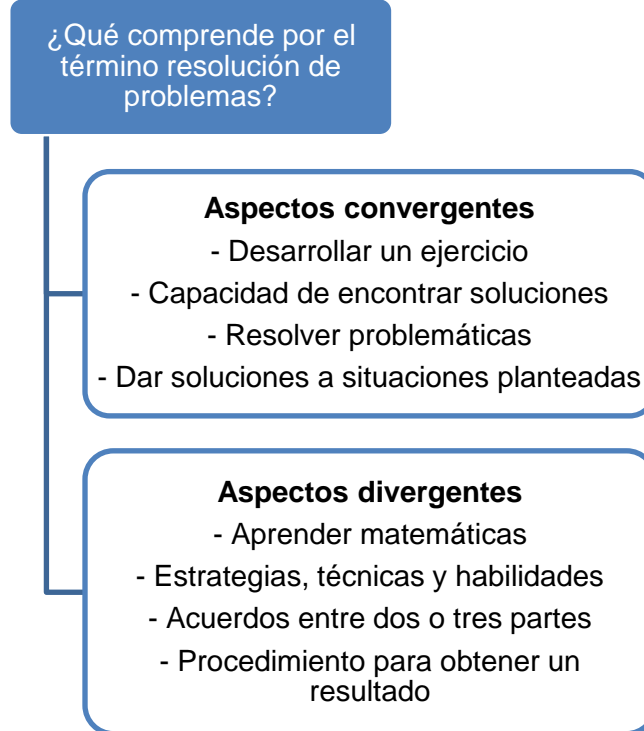 ¿Qué comprende por el
término resolución de
problemas?
Aspectos convergentes
- Desarrollar un ejercicio
- Capacidad de encontrar soluciones
- Resolver problemáticas
- Dar soluciones a situaciones planteadas
Aspectos divergentes
- Aprender matemáticas
- Estrategias, técnicas y habilidades
- Acuerdos entre dos o tres partes
- Procedimiento para obtener un
resultado